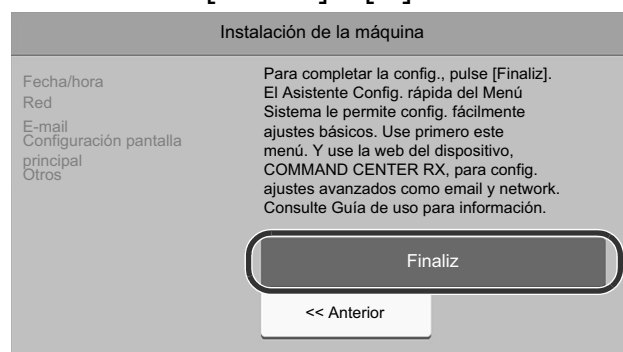 Instalación de la máquina
Fecha/hora
Red
E-mail
Configuración pantalla
principal
Otros
Para completar la config., pulse [Finaliz].
El Asistente Config. rápida del Menú
Sistema le permite config. fácilmente
ajustes básicos. Use primero este
menú. Y use la web del dispositivo,
COMMAND CENTER RX, para config.
ajustes avanzados como email y network.
Consulte Guía de uso para información.
Finaliz
<< Anterior